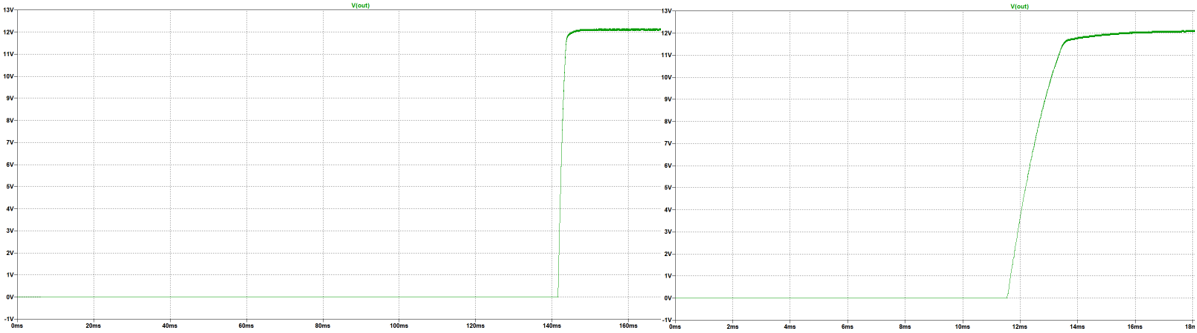 V(out)
13V
12V
11V
10V
9V
8V
7V
6V
5V
4V
3V
2V
1V
0V
-1V
0ms 20ms 40ms 60ms 80ms 100ms 120ms 140ms 160ms
V(out)
13V
12V
11V
10V
9V
8V
7V
6V
5V
4V
3V
2V
1V
0V
-1V
0ms 2ms 4ms 6ms 8ms 10ms 12ms 14ms 16ms